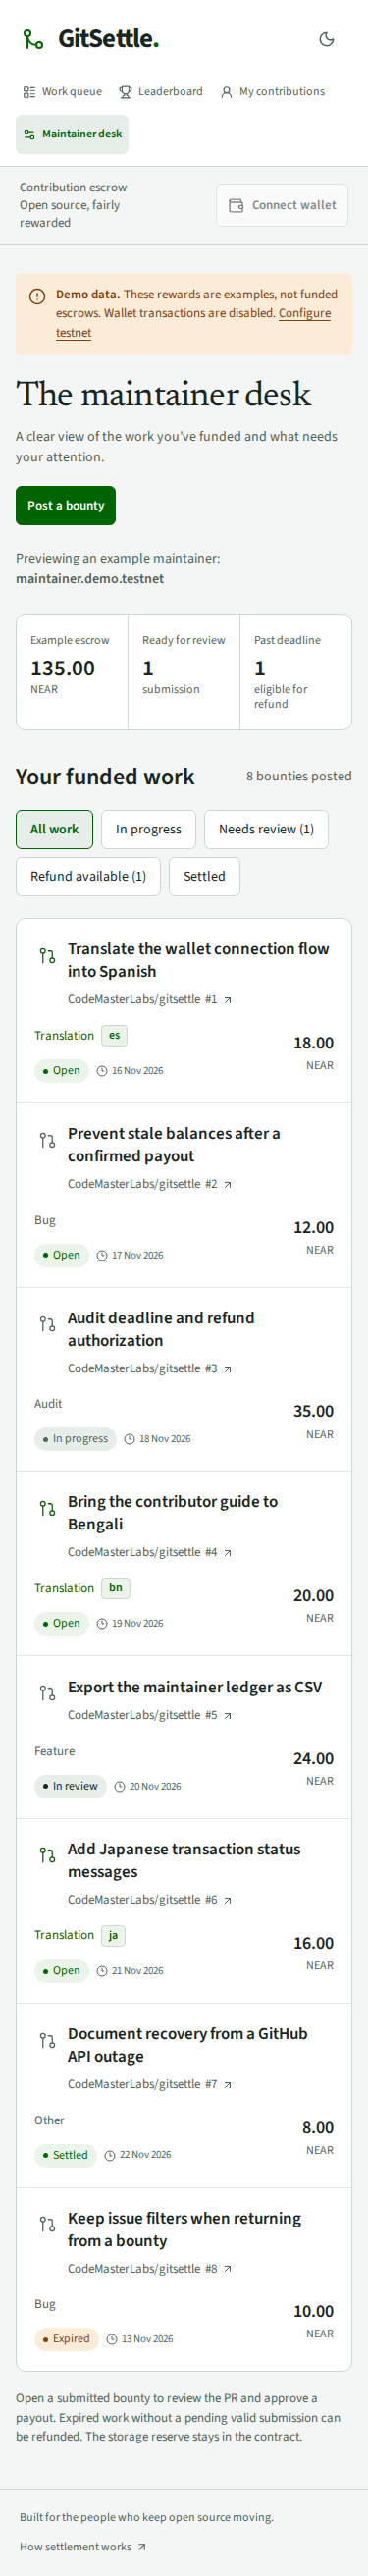 GitSettle.
Work queue
Leaderboard
My contributions
Maintainer desk
Contribution escrow
Open source, fairly
rewarded
Connect wallet
Demo data. These rewards are examples, not funded
escrows. Wallet transactions are disabled. Configure
testnet
The maintainer desk
A clear view of the work you've funded and what needs
your attention.
Post a bounty
Previewing an example maintainer:
maintainer.demo.testnet
Example escrow
135.00
NEAR
Ready for review
1
submission
Past deadline
1
eligible for
refund
Your funded work
8 bounties posted
All work
In progress
Needs review (1)
Refund available (1)
Settled
Translate the wallet connection flow
into Spanish
CodeMasterLabs/gitsettle #1
Translation es
18.00
NEAR
Open 16 Nov 2026
Prevent stale balances after a
confirmed payout
CodeMasterLabs/gitsettle #2
Bug
12.00
NEAR
Open 17 Nov 2026
Audit deadline and refund
authorization
CodeMasterLabs/gitsettle #3
Audit
35.00
NEAR
In progress 18 Nov 2026
Bring the contributor guide to
Bengali
CodeMasterLabs/gitsettle #4
Translation bn
20.00
NEAR
Open 19 Nov 2026
Export the maintainer ledger as CSV
CodeMasterLabs/gitsettle #5
Feature
24.00
NEAR
In review 20 Nov 2026
Add Japanese transaction status
messages
CodeMasterLabs/gitsettle #6
Translation ja
16.00
NEAR
Open 21 Nov 2026
Document recovery from a GitHub
API outage
CodeMasterLabs/gitsettle #7
Other
8.00
NEAR
Settled 22 Nov 2026
Keep issue filters when returning
from a bounty
CodeMasterLabs/gitsettle #8
Bug
10.00
NEAR
Expired 13 Nov 2026
Open a submitted bounty to review the PR and approve a
payout. Expired work without a pending valid submission can
be refunded. The storage reserve stays in the contract.
Built for the people who keep open source moving.
How settlement works